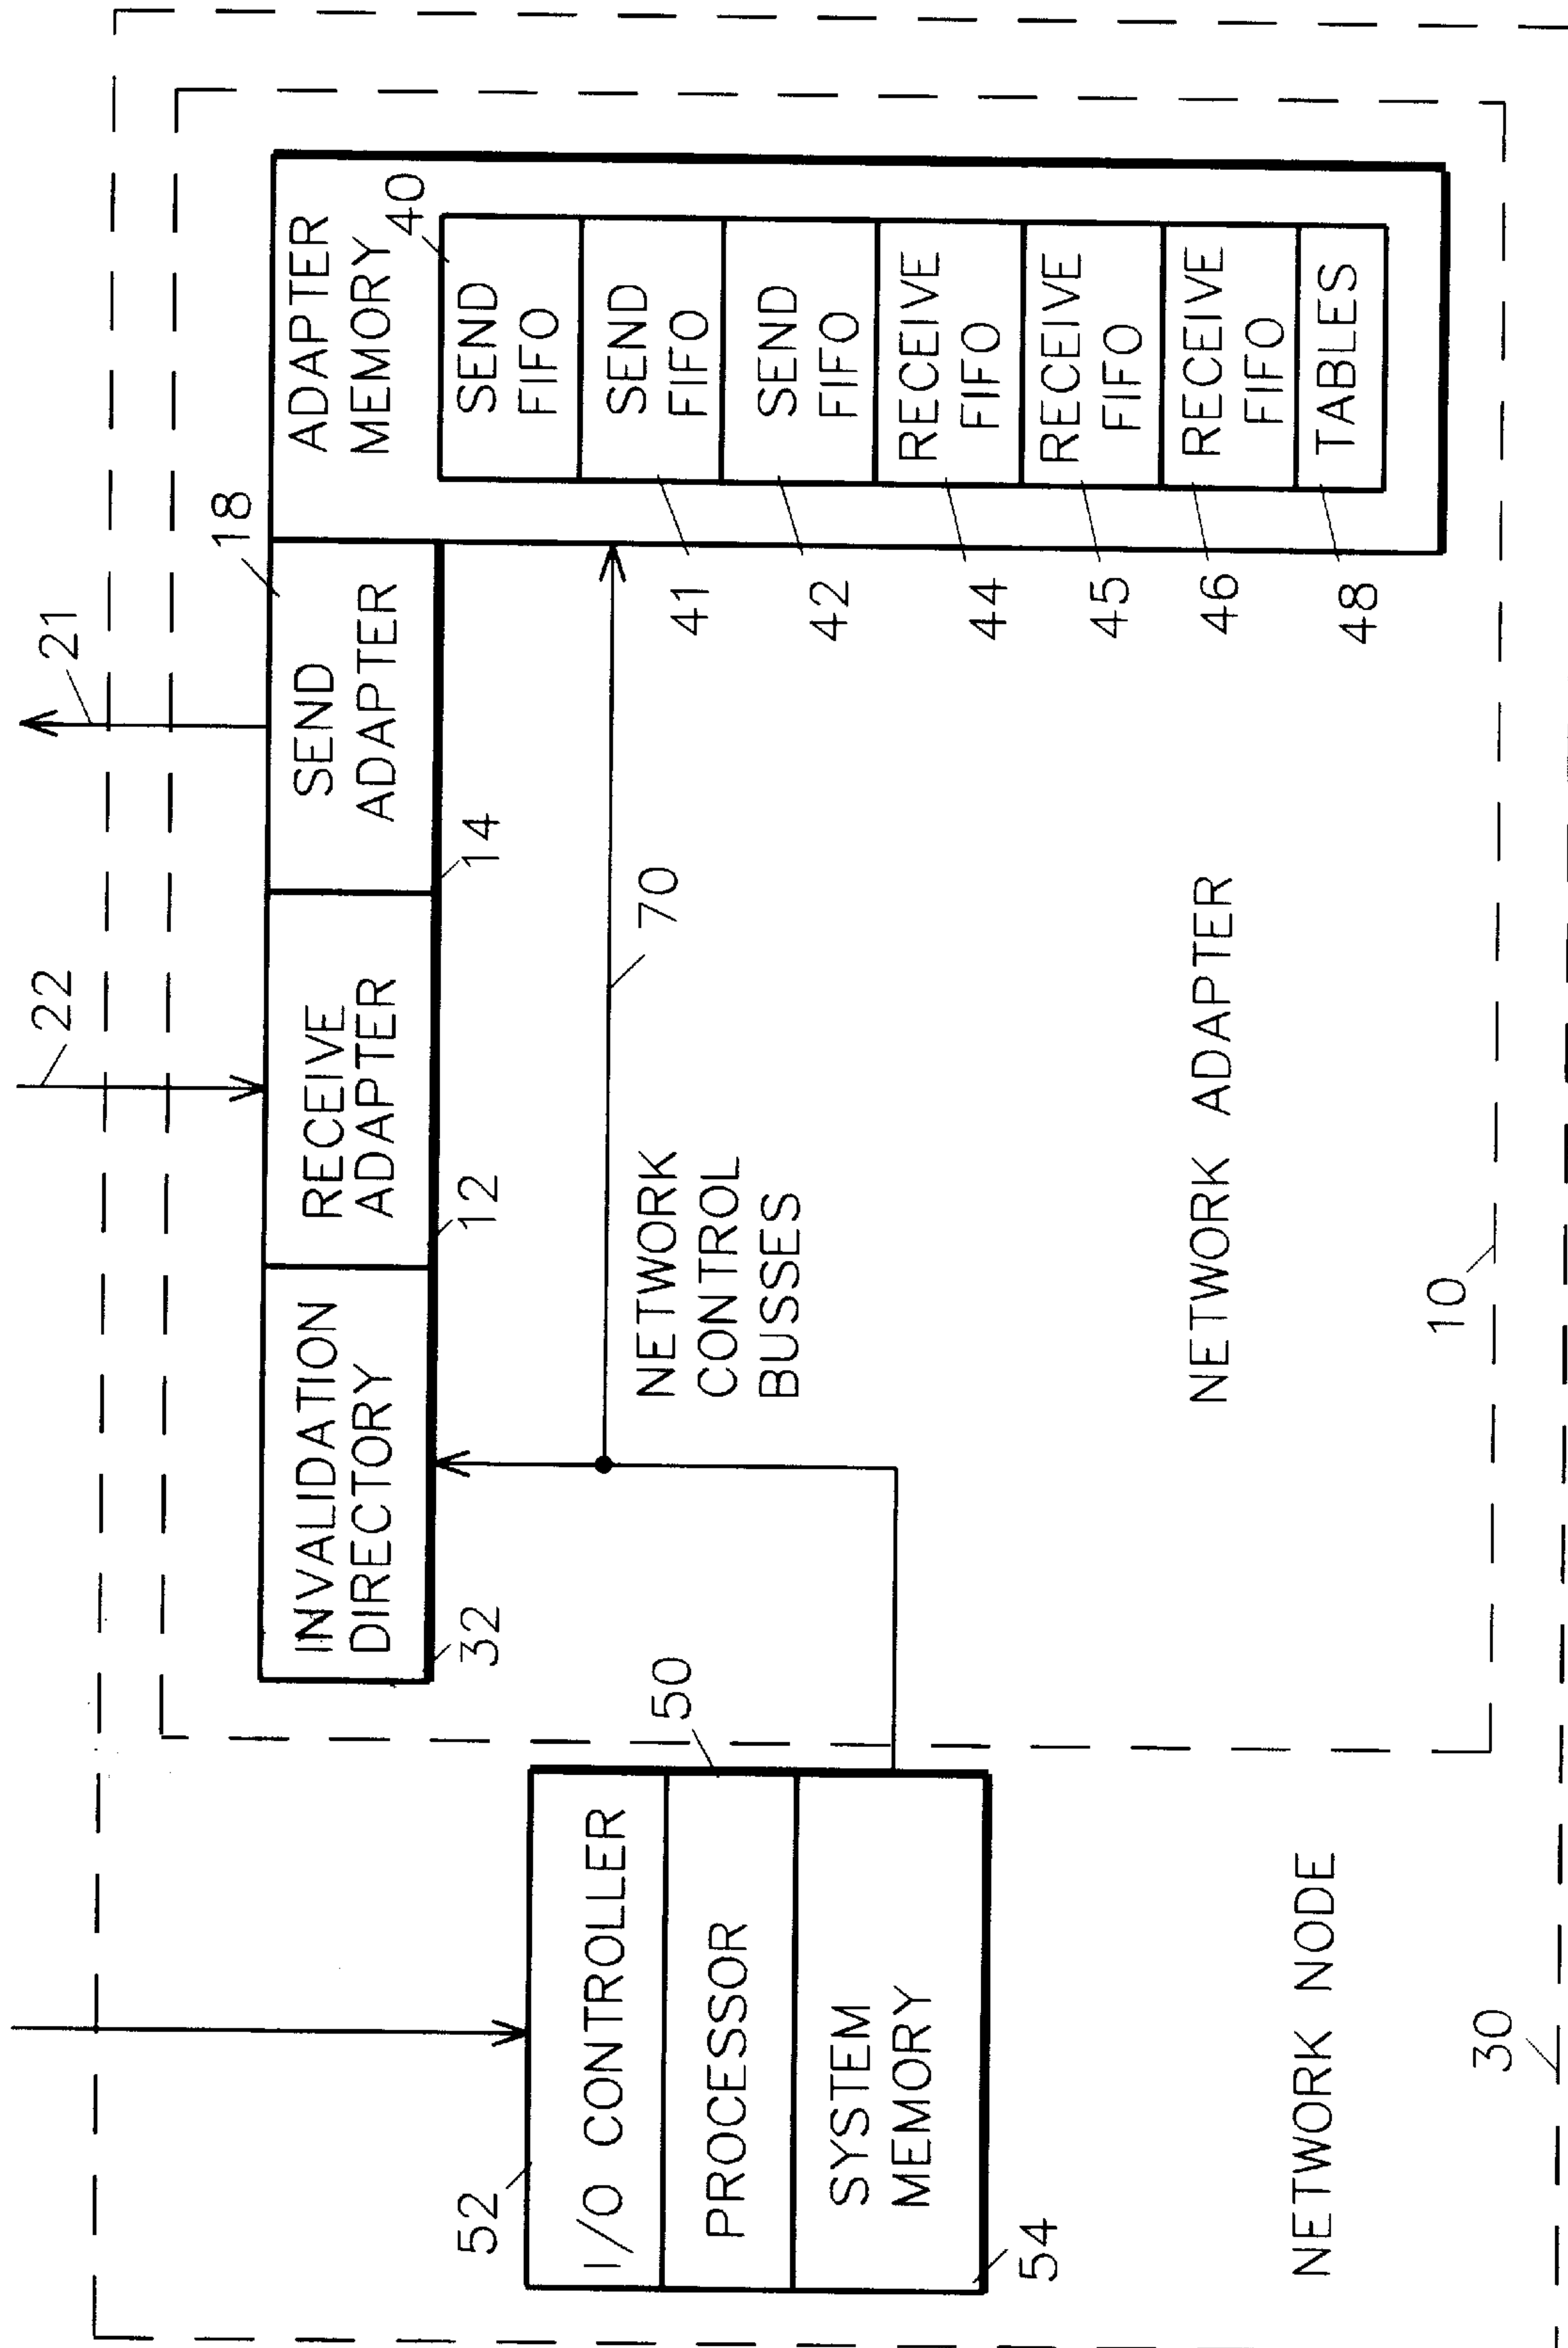 22
21
18
INVALIDATION
DIRECTORY
RECEIVE
ADAPTER
SEND
ADAPTER
ADAPTER
MEMORY
40
32
12
14
SEND
FIFO
SEND
FIFO
SEND
FIFO
RECEIVE
FIFO
RECEIVE
FIFO
RECEIVE
FIFO
TABLES
41
42
44
45
46
48
52
50
I/O CONTROLLER
PROCESSOR
SYSTEM
MEMORY
54
70
NETWORK
CONTROL
BUSSES
NETWORK ADAPTER
10
NETWORK NODE
30